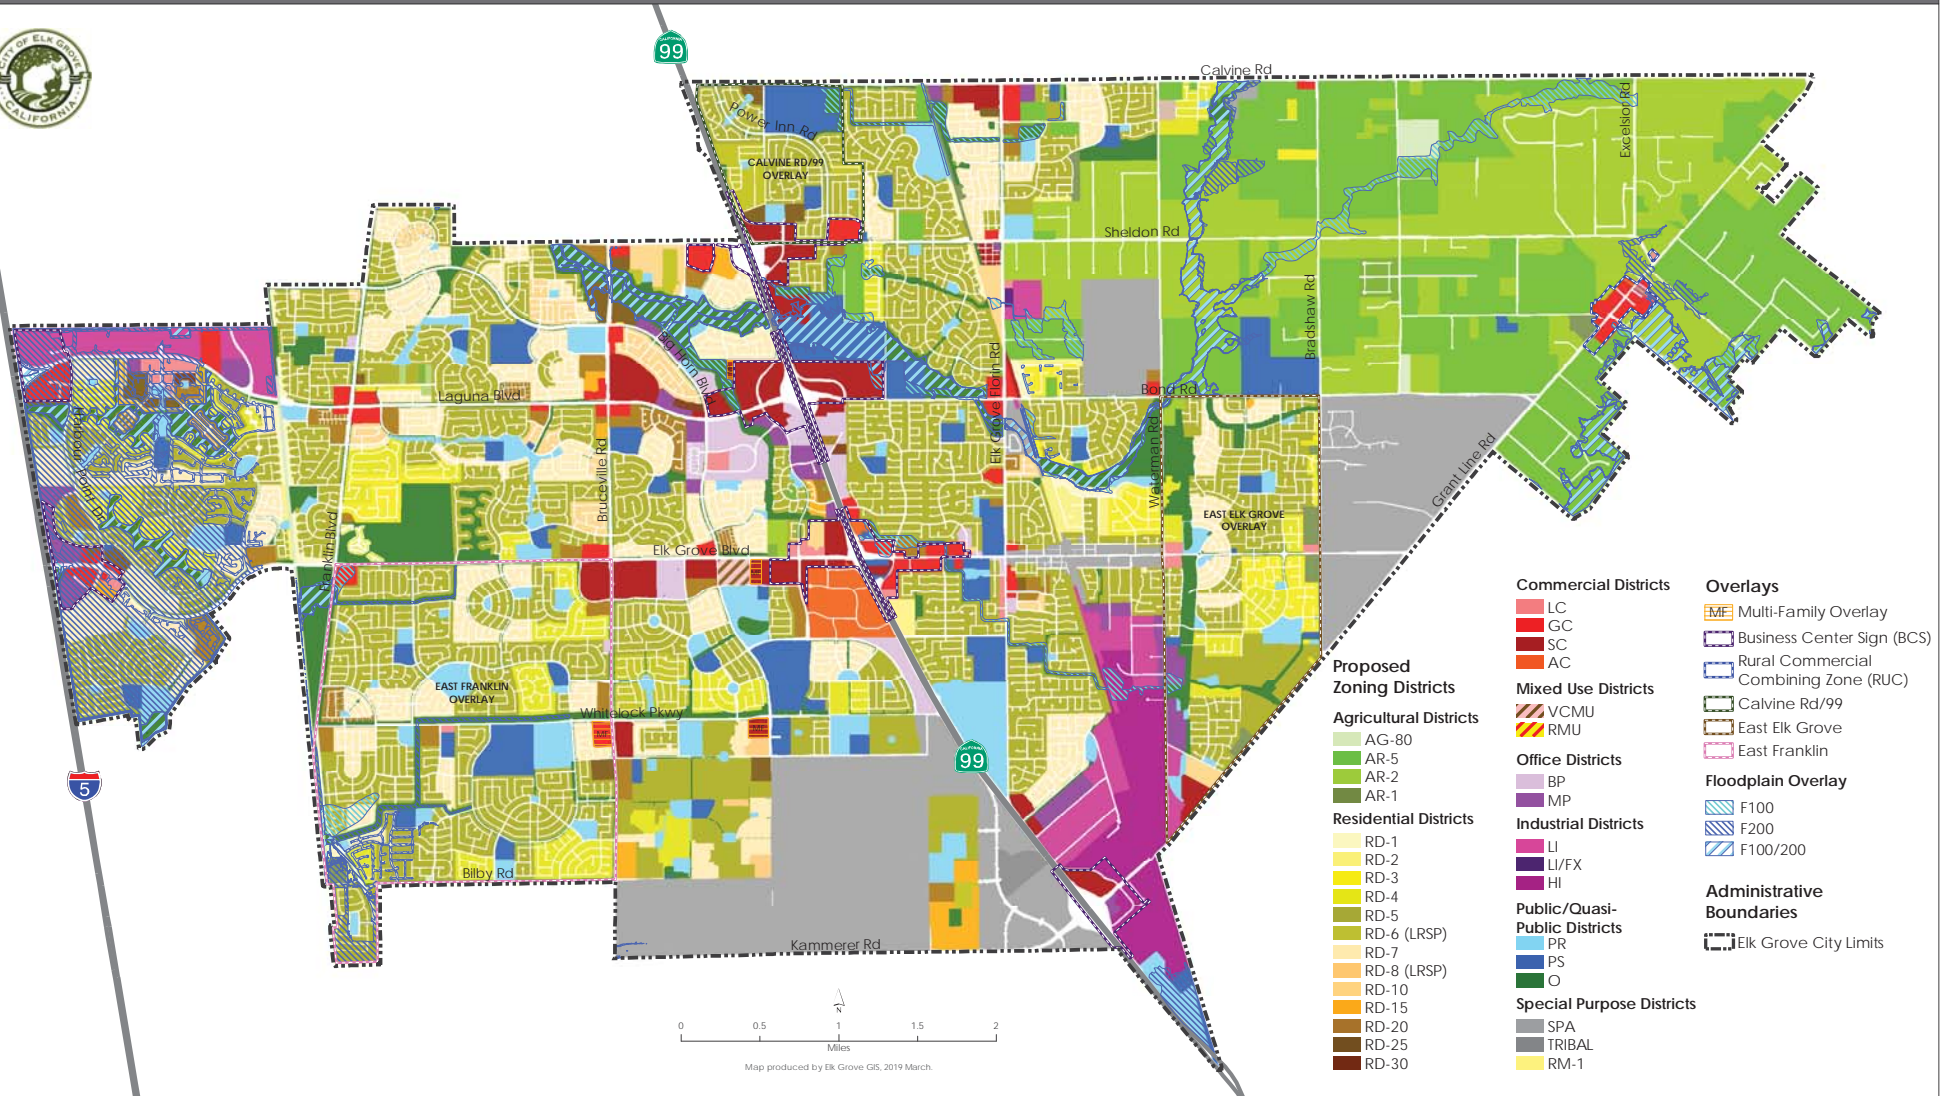 CITY OF ELK GROVE
CALIFORNIA
CALIFORNIA
99
Calvine Rd
Power Inn Rd
CALVINE RD/99
OVERLAY
Excelsior Rd
Sheldon Rd
Bradshaw Rd
Big Horn Blvd
Elk Grove Florin Rd
Laguna Blvd
Bond Rd
Waterman Rd
Bruceville Rd
Grant Line Rd
EAST ELK GROVE
OVERLAY
Franklin Blvd
Elk Grove Blvd
EAST FRANKLIN
OVERLAY
Whitelock Pkwy
MF
MF
CALIFORNIA
99
5
Bilby Rd
Kammerer Rd
N
0 0.5 1 1.5 2
Miles
Map produced by Elk Grove GIS, 2019 March.
Proposed
Zoning Districts
Agricultural Districts
AG-80
AR-5
AR-2
AR-1
Residential Districts
RD-1
RD-2
RD-3
RD-4
RD-5
RD-6 (LRSP)
RD-7
RD-8 (LRSP)
RD-10
RD-15
RD-20
RD-25
RD-30
Commercial Districts
LC
GC
SC
AC
Mixed Use Districts
VCMU
RMU
Office Districts
BP
MP
Industrial Districts
LI
LI/FX
HI
Public/Quasi-
Public Districts
PR
PS
O
Special Purpose Districts
SPA
TRIBAL
RM-1
Overlays
MF Multi-Family Overlay
Business Center Sign (BCS)
Rural Commercial
Combining Zone (RUC)
Calvine Rd/99
East Elk Grove
East Franklin
Floodplain Overlay
F100
F200
F100/200
Administrative
Boundaries
Elk Grove City Limits